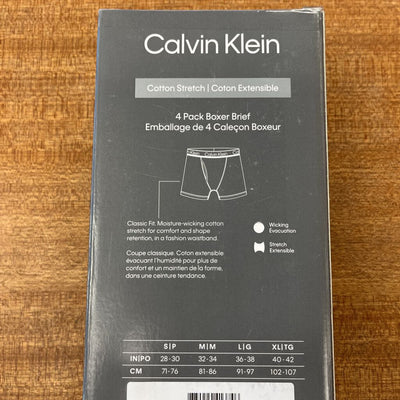 Calvin Klein
Cotton Stretch | Coton Extensible
4 Pack Boxer Brief
Emballage de 4 Caleçon Boxeur
Calvin Klein
Classic Fit. Moisture-wicking cotton
stretch for comfort and shape
retention, in a fashion waistband.
Coupe classique. Coton extensible
évacuant l'humidité pour plus de
confort et un maintien de la forme,
dans une ceinture tendance.
Wicking
Évacuation
Stretch
Extensible
S|P M|M L|G XL|TG
IN|PO 28-30 32-34 36-38 40-42
CM 71-76 81-86 91-97 102-107